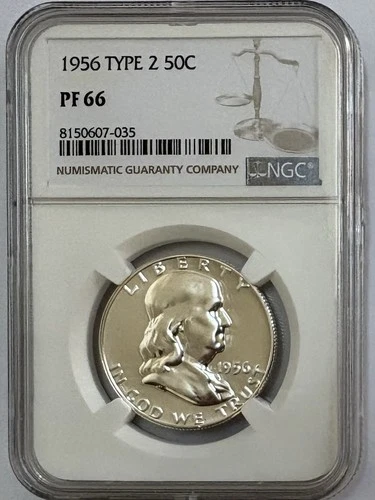 1956 TYPE 2 50C
PF 66
8150607-035
NUMISMATIC GUARANTY COMPANY
NGC
LIBERTY
1956
IN GOD WE TRUST